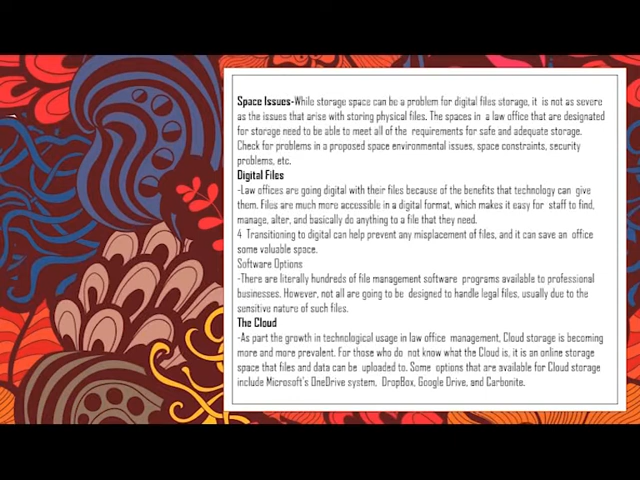 Space Issues-While storage space can be a problem for digital files storage, it is not as severe
as the issues that arise with storing physical files. The spaces in a law office that are designated
for storage need to be able to meet all of the requirements for safe and adequate storage.
Check for problems in a proposed space environmental issues, space constraints, security
problems, etc.
Digital Files
-Law offices are going digital with their files because of the benefits that technology can give
them. Files are much more accessible in a digital format, which makes it easy for staff to find,
manage, alter, and basically do anything to a file that they need.
4 Transitioning to digital can help prevent any misplacement of files, and it can save an office
some valuable space.
Software Options
-There are literally hundreds of file management software programs available to professional
businesses. However, not all are going to be designed to handle legal files, usually due to the
sensitive nature of such files.
The Cloud
-As part the growth in technological usage in law office management, Cloud storage is becoming
more and more prevalent. For those who do not know what the Cloud is, it is an online storage
space that files and data can be uploaded to. Some options that are available for Cloud storage
include Microsoft's OneDrive system, DropBox, Google Drive, and Carbonite.